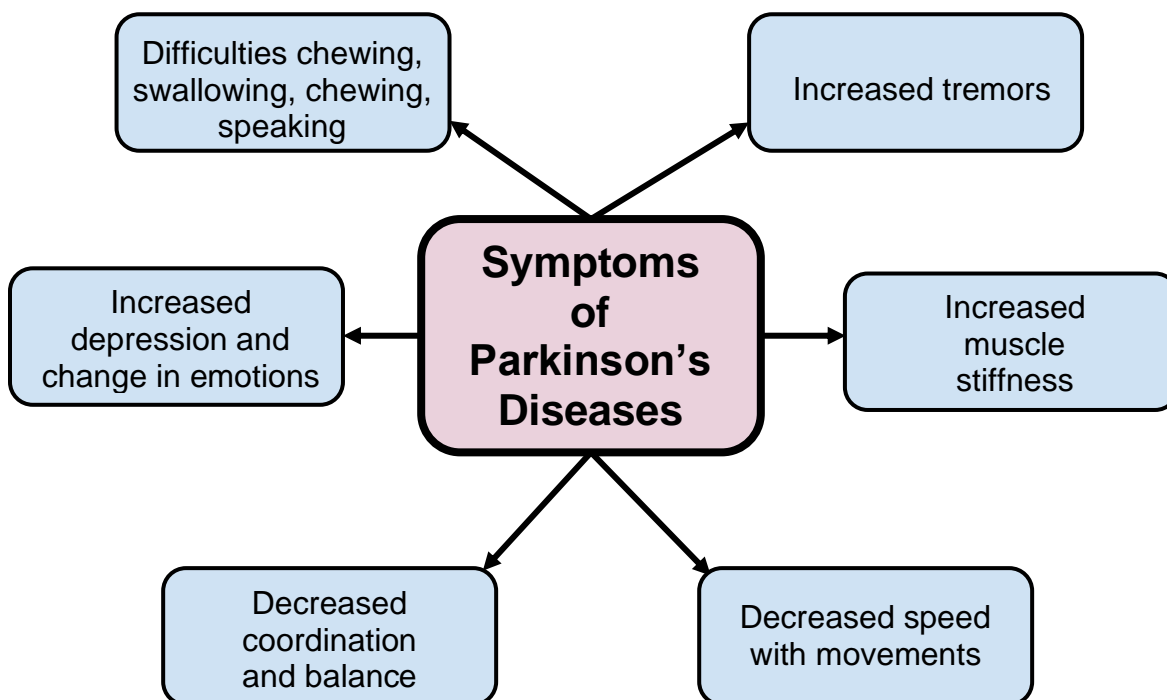 Difficulties chewing,
swallowing, chewing,
speaking
Increased tremors
Symptoms
of
Parkinson’s
Diseases
Increased
depression and
change in emotions
Increased
muscle
stiffness
Decreased
coordination
and balance
Decreased speed
with movements